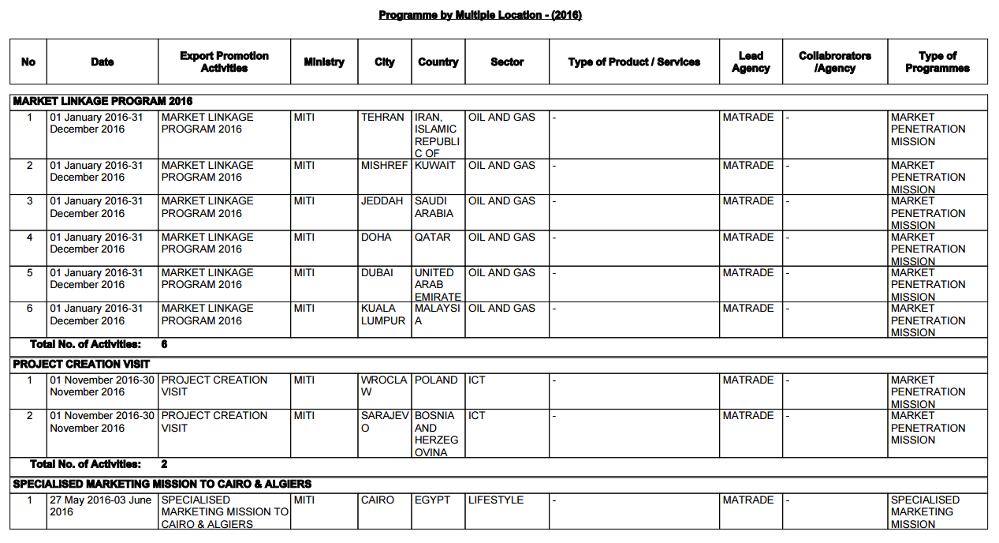 Programme by Multiple Location - (2016)
No Date Export Promotion Activities Ministry City Country Sector Type of Product / Services Lead Agency Collabrorators /Agency Type of Programmes
MARKET LINKAGE PROGRAM 2016
1 01 January 2016-31 MARKET LINKAGE MITI TEHRAN IRAN, OIL AND GAS - MATRADE - MARKET
December 2016 PROGRAM 2016 ISLAMIC PENETRATION
REPUBLI MISSION
C OF
2 01 January 2016-31 MARKET LINKAGE MITI MISHREF KUWAIT OIL AND GAS - MATRADE - MARKET
December 2016 PROGRAM 2016 PENETRATION
MISSION
3 01 January 2016-31 MARKET LINKAGE MITI JEDDAH SAUDI OIL AND GAS - MATRADE - MARKET
December 2016 PROGRAM 2016 ARABIA PENETRATION
MISSION
4 01 January 2016-31 MARKET LINKAGE MITI DOHA QATAR OIL AND GAS - MATRADE - MARKET
December 2016 PROGRAM 2016 PENETRATION
MISSION
5 01 January 2016-31 MARKET LINKAGE MITI DUBAI UNITED OIL AND GAS - MATRADE - MARKET
December 2016 PROGRAM 2016 ARAB PENETRATION
EMIRATE MISSION
6 01 January 2016-31 MARKET LINKAGE MITI KUALA MALAYSI OIL AND GAS - MATRADE - MARKET
December 2016 PROGRAM 2016 LUMPUR A PENETRATION
MISSION
Total No. of Activities: 6
PROJECT CREATION VISIT
1 01 November 2016-30 PROJECT CREATION MITI WROCLA POLAND ICT - MATRADE - MARKET
November 2016 VISIT W PENETRATION
MISSION
2 01 November 2016-30 PROJECT CREATION MITI SARAJEV BOSNIA ICT - MATRADE - MARKET
November 2016 VISIT O AND PENETRATION
HERZEG MISSION
OVINA
Total No. of Activities: 2
SPECIALISED MARKETING MISSION TO CAIRO & ALGIERS
1 27 May 2016-03 June SPECIALISED MITI CAIRO EGYPT LIFESTYLE - MATRADE - SPECIALISED
2016 MARKETING MISSION TO MARKETING
CAIRO & ALGIERS MISSION